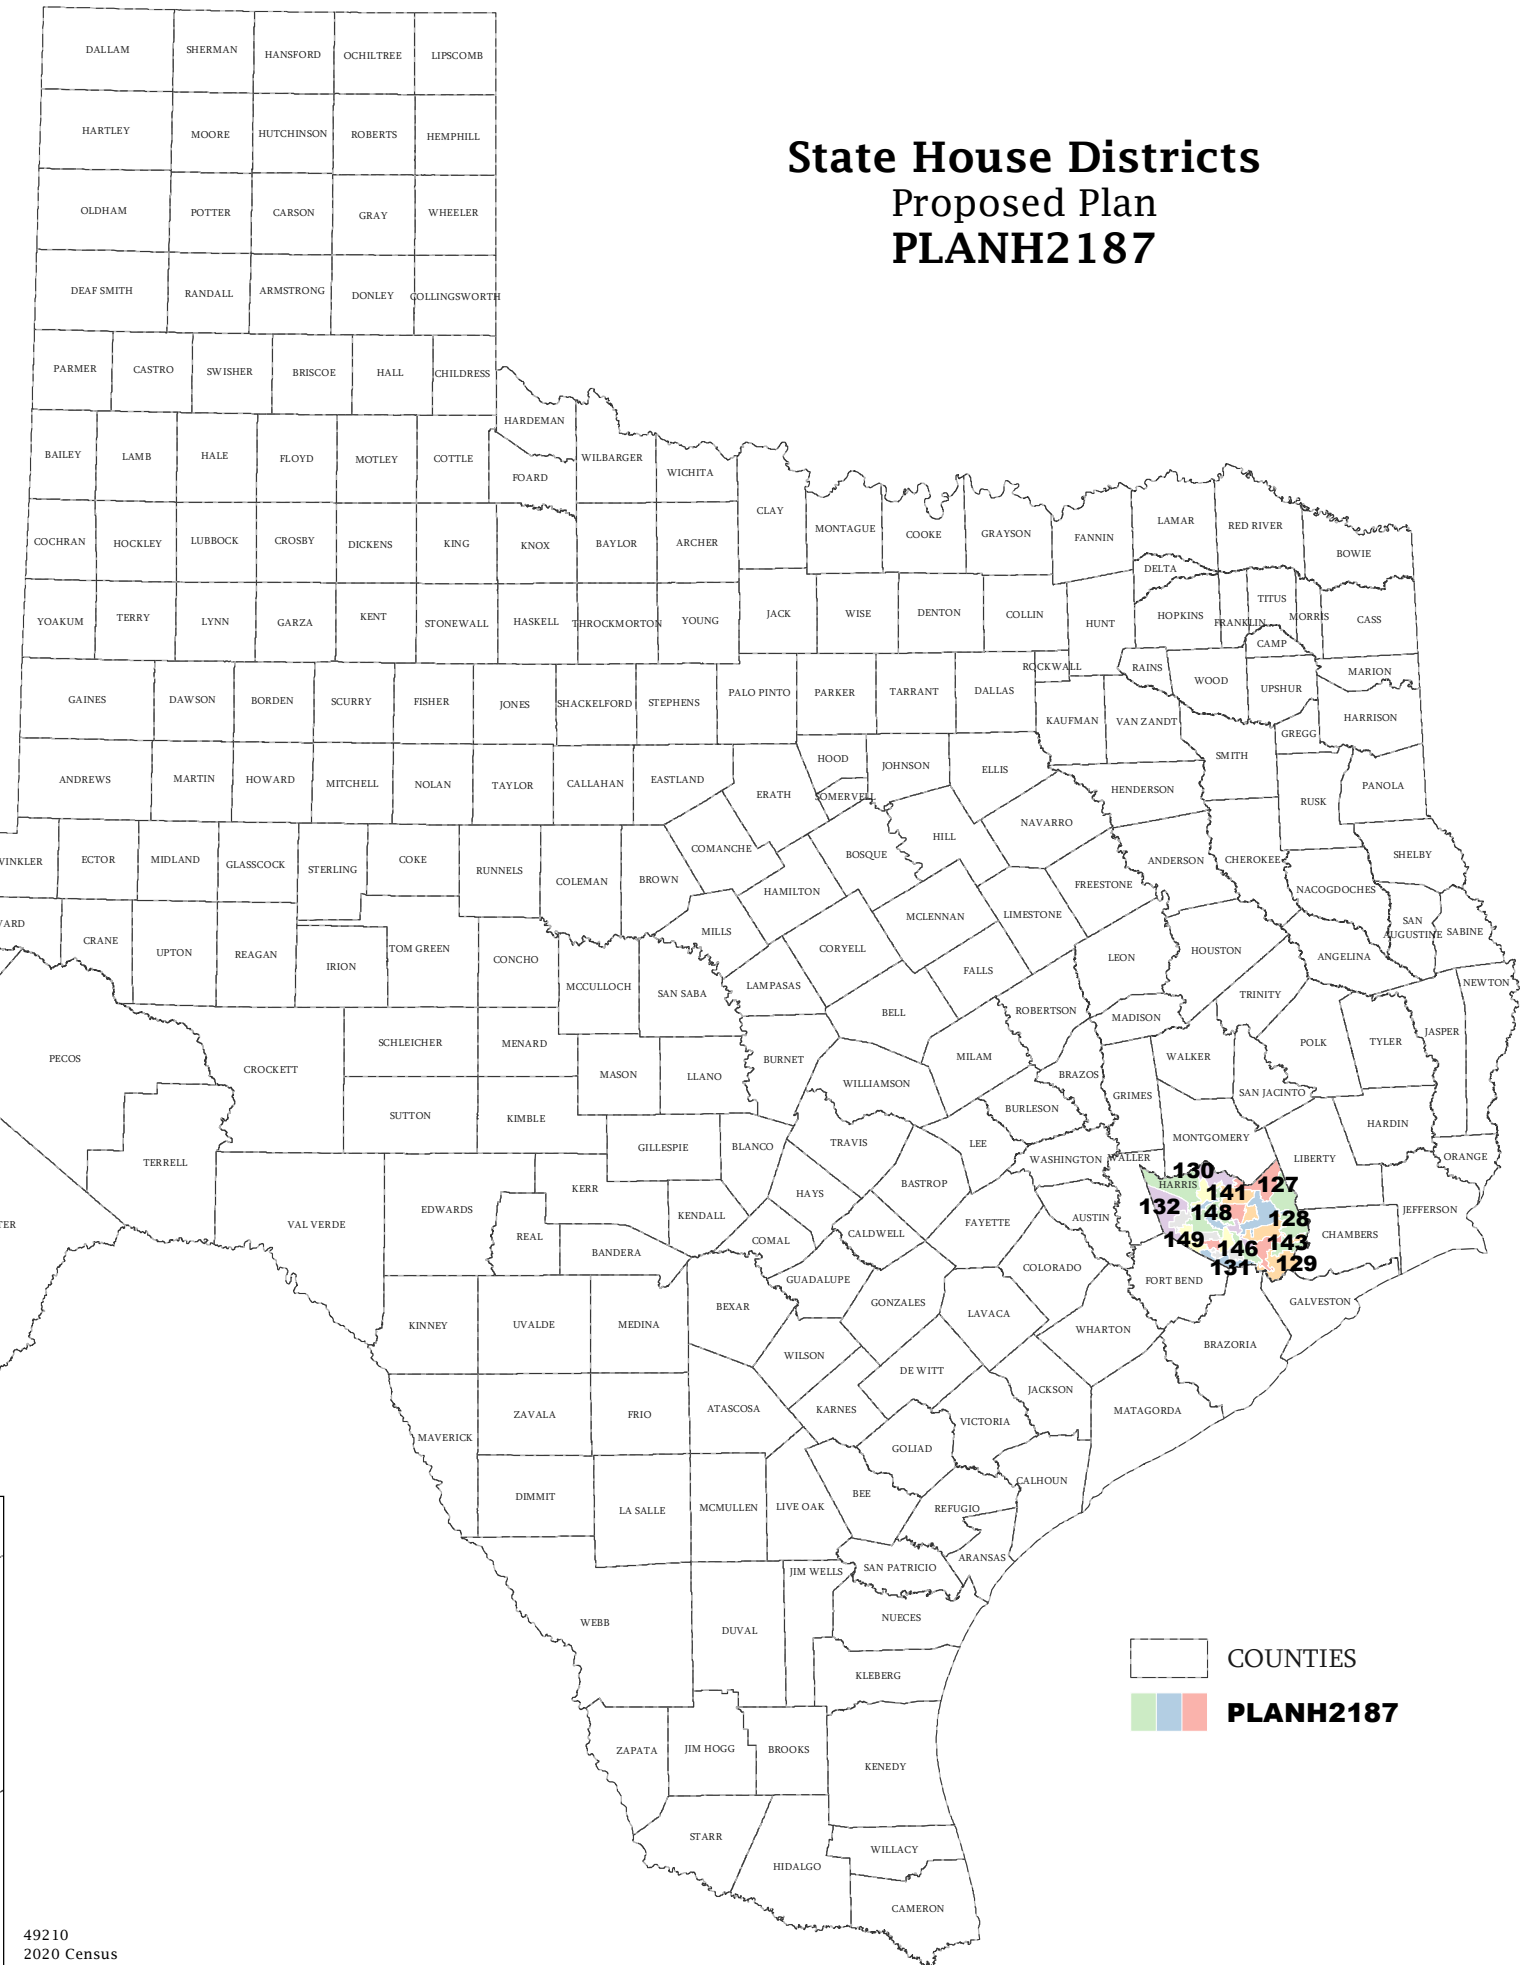 State House Districts
Proposed Plan
PLANH2187
DALLAM
SHERMAN
HANSFORD
OCHILTREE
LIPSCOMB
HARTLEY
MOORE
HUTCHINSON
ROBERTS
HEMPHILL
OLDHAM
POTTER
CARSON
GRAY
WHEELER
DEAF SMITH
RANDALL
ARMSTRONG
DONLEY
COLLINGSWORTH
PARMER
CASTRO
SWISHER
BRISCOE
HALL
CHILDRESS
HARDEMAN
BAILEY
LAMB
HALE
FLOYD
MOTLEY
COTTLE
FOARD
WILBARGER
WICHITA
CLAY
MONTAGUE
COOKE
GRAYSON
FANNIN
LAMAR
RED RIVER
BOWIE
DELTA
COCHRAN
HOCKLEY
LUBBOCK
CROSBY
DICKENS
KING
KNOX
BAYLOR
ARCHER
YOAKUM
TERRY
LYNN
GARZA
KENT
STONEWALL
HASKELL
THROCKMORTON
YOUNG
JACK
WISE
DENTON
COLLIN
HUNT
HOPKINS
FRANKLIN
TITUS
MORRIS
CASS
CAMP
ROCKWALL
RAINS
WOOD
UPSHUR
MARION
GAINES
DAWSON
BORDEN
SCURRY
FISHER
JONES
SHACKELFORD
STEPHENS
PALO PINTO
PARKER
TARRANT
DALLAS
KAUFMAN
VAN ZANDT
HARRISON
GREGG
SMITH
ANDREWS
MARTIN
HOWARD
MITCHELL
NOLAN
TAYLOR
CALLAHAN
EASTLAND
ERATH
HOOD
SOMERVELL
JOHNSON
ELLIS
HENDERSON
RUSK
PANOLA
NAVARRO
HILL
BOSQUE
COMANCHE
WINKLER
ECTOR
MIDLAND
GLASSCOCK
STERLING
COKE
RUNNELS
COLEMAN
BROWN
HAMILTON
ANDERSON
CHEROKEE
SHELBY
NACOGDOCHES
FREESTONE
LIMESTONE
MCLENNAN
WARD
CRANE
UPTON
REAGAN
IRION
TOM GREEN
CONCHO
MCCULLOCH
SAN SABA
MILLS
CORYELL
LAMPASAS
FALLS
LEON
HOUSTON
ANGELINA
SAN
AUGUSTINE
SABINE
TRINITY
NEWTON
JASPER
BELL
ROBERTSON
MADISON
PECOS
CROCKETT
SCHLEICHER
MENARD
MASON
LLANO
BURNET
WILLIAMSON
MILAM
BRAZOS
WALKER
POLK
TYLER
SAN JACINTO
GRIMES
BURLESON
SUTTON
KIMBLE
GILLESPIE
BLANCO
TRAVIS
LEE
WASHINGTON
WALLER
MONTGOMERY
LIBERTY
HARDIN
ORANGE
TERRELL
KERR
HAYS
BASTROP
HARRIS
130
127
141
132
148
128
149
146
143
131
129
JEFFERSON
CHAMBERS
TER
VAL VERDE
EDWARDS
REAL
BANDERA
KENDALL
COMAL
CALDWELL
FAYETTE
AUSTIN
COLORADO
FORT BEND
GALVESTON
GUADALUPE
GONZALES
LAVACA
BEXAR
WHARTON
BRAZORIA
KINNEY
UVALDE
MEDINA
WILSON
DE WITT
JACKSON
MATAGORDA
ZAVALA
FRIO
ATASCOSA
KARNES
VICTORIA
MAVERICK
GOLIAD
CALHOUN
DIMMIT
LA SALLE
MCMULLEN
LIVE OAK
BEE
REFUGIO
ARANSAS
SAN PATRICIO
JIM WELLS
NUECES
WEBB
DUVAL
KLEBERG
ZAPATA
JIM HOGG
BROOKS
KENEDY
STARR
HIDALGO
WILLACY
CAMERON
COUNTIES
PLANH2187
49210
2020 Census